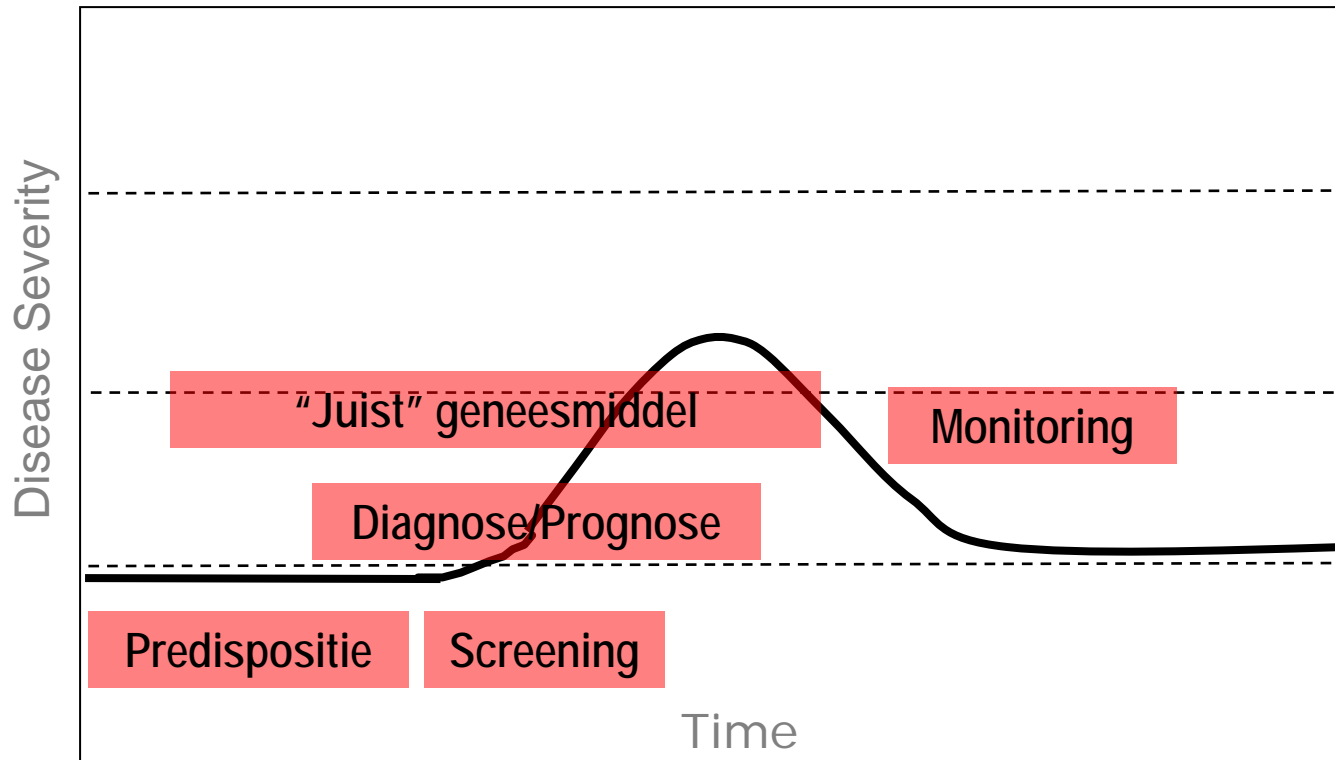 Disease Severity
“Juist” geneesmiddel
Monitoring
Diagnose/Prognose
Predispositie
Screening
Time